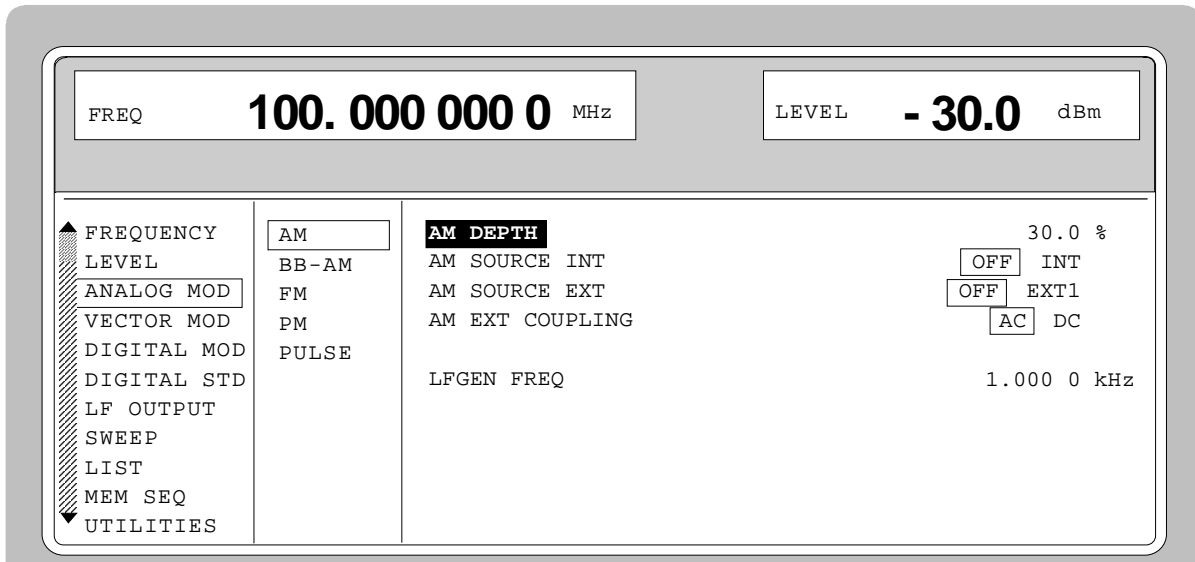 FREQ 100. 000 000 0 MHz
LEVEL - 30.0 dBm
FREQUENCY
LEVEL
ANALOG MOD
VECTOR MOD
DIGITAL MOD
DIGITAL STD
LF OUTPUT
SWEEP
LIST
MEM SEQ
UTILITIES
AM
BB-AM
FM
PM
PULSE
AM DEPTH 30.0 %
AM SOURCE INT OFF INT
AM SOURCE EXT OFF EXT1
AM EXT COUPLING AC DC
LFGEN FREQ 1.000 0 kHz